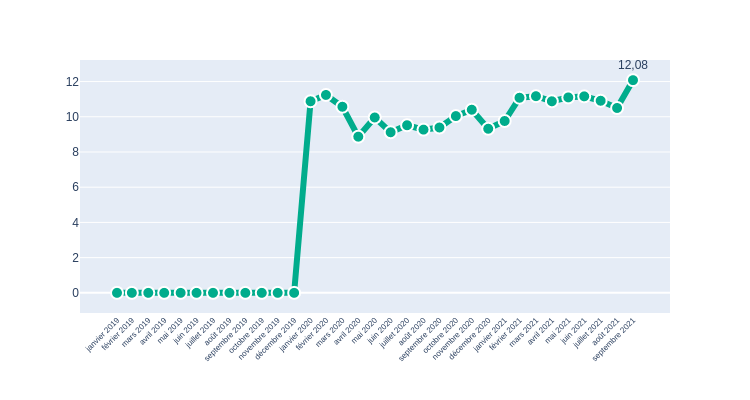 12,08
12
10
8
6
4
2
0
janvier 2019
février 2019
mars 2019
avril 2019
mai 2019
juin 2019
juillet 2019
août 2019
septembre 2019
octobre 2019
novembre 2019
décembre 2019
janvier 2020
février 2020
mars 2020
avril 2020
mai 2020
juin 2020
juillet 2020
août 2020
septembre 2020
octobre 2020
novembre 2020
décembre 2020
janvier 2021
février 2021
mars 2021
avril 2021
mai 2021
juin 2021
juillet 2021
août 2021
septembre 2021